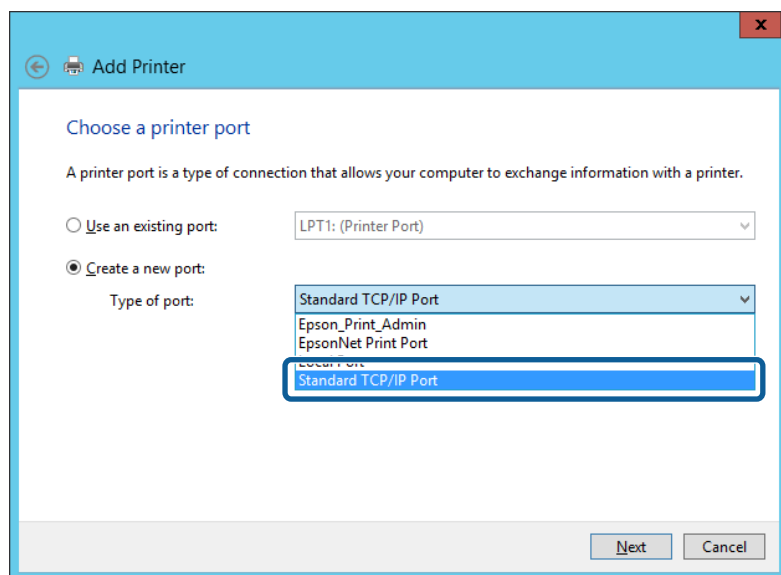 x
Add Printer
Choose a printer port
A printer port is a type of connection that allows your computer to exchange information with a printer.
Use an existing port:
LPT1: (Printer Port)
Create a new port:
Type of port:
Standard TCP/IP Port
Epson_Print_Admin
EpsonNet Print Port
Local Port
Standard TCP/IP Port
Next
Cancel